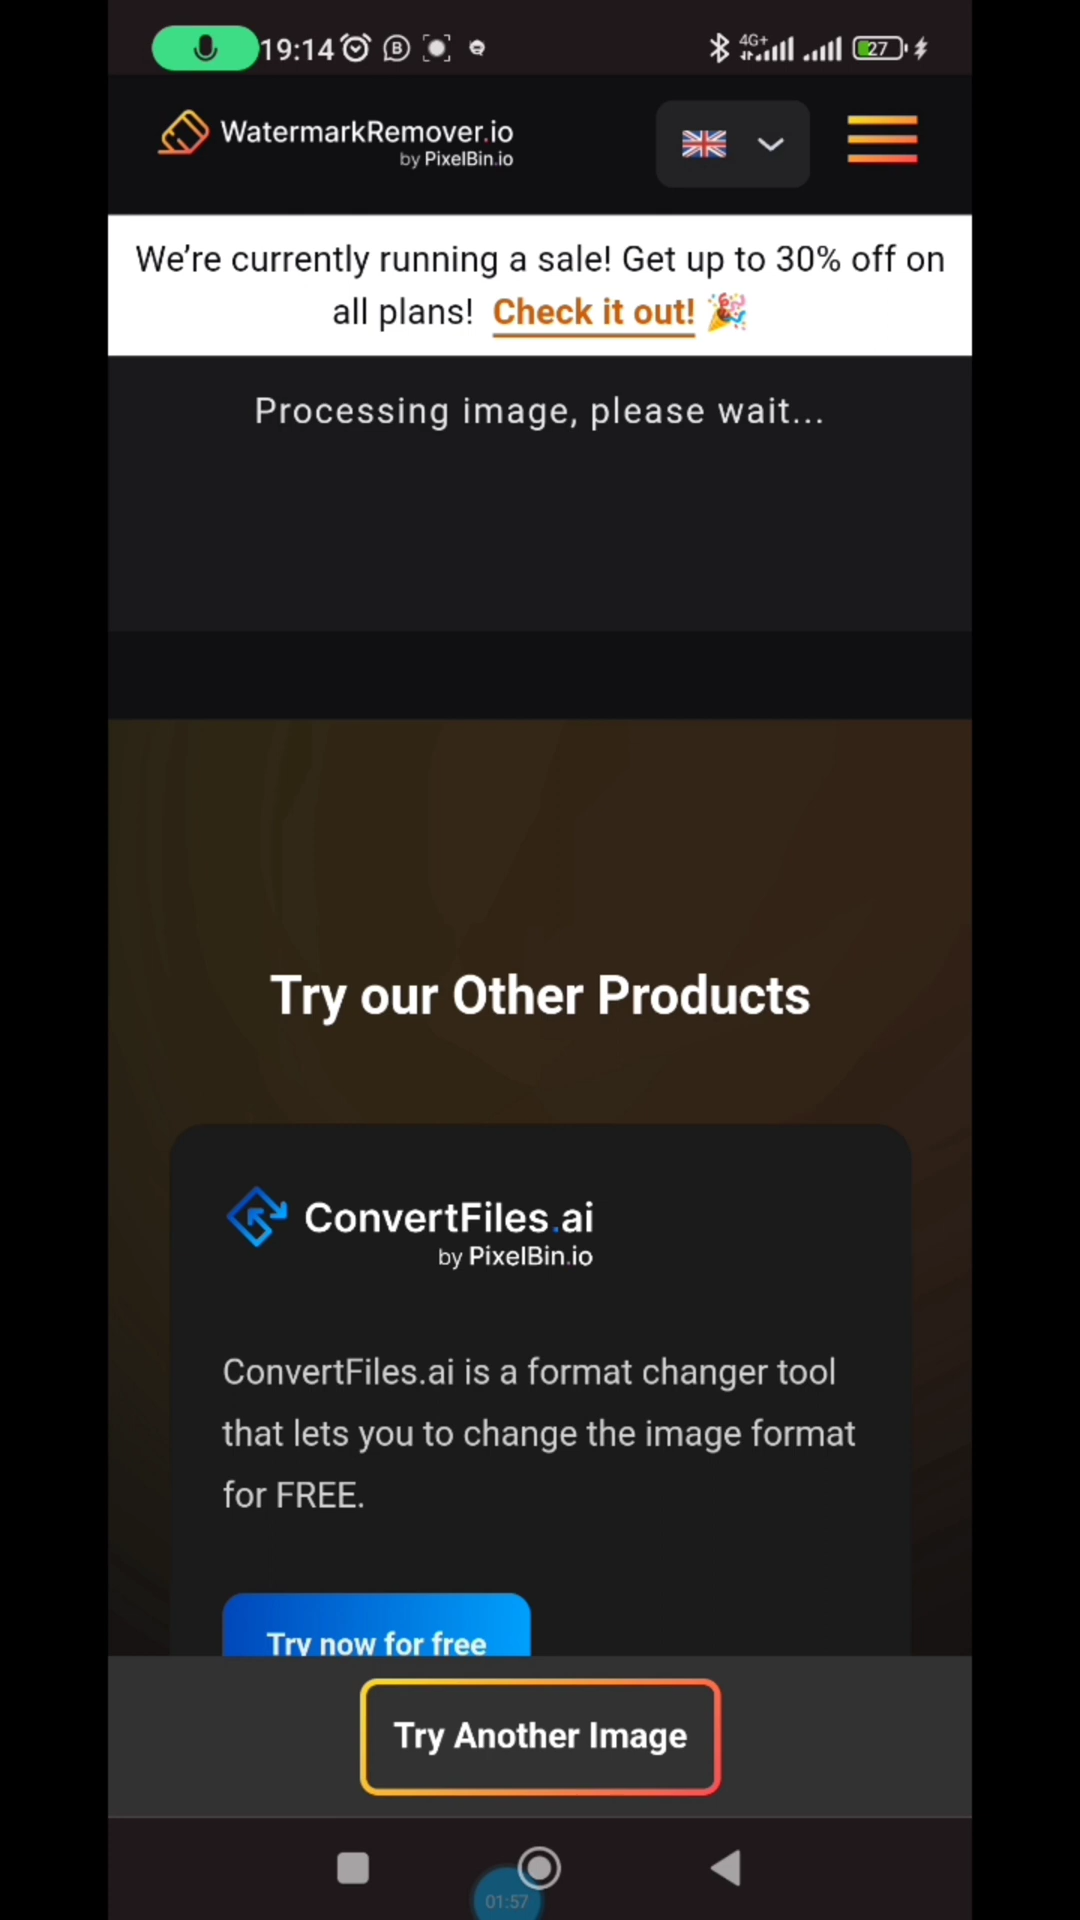 19:14
4G+
27
WatermarkRemover.io
by PixelBin.io
We’re currently running a sale! Get up to 30% off on
all plans! Check it out! 🎉
Processing image, please wait...
Try our Other Products
ConvertFiles.ai
by PixelBin.io
ConvertFiles.ai is a format changer tool
that lets you to change the image format
for FREE.
Try now for free
Try Another Image
01:57